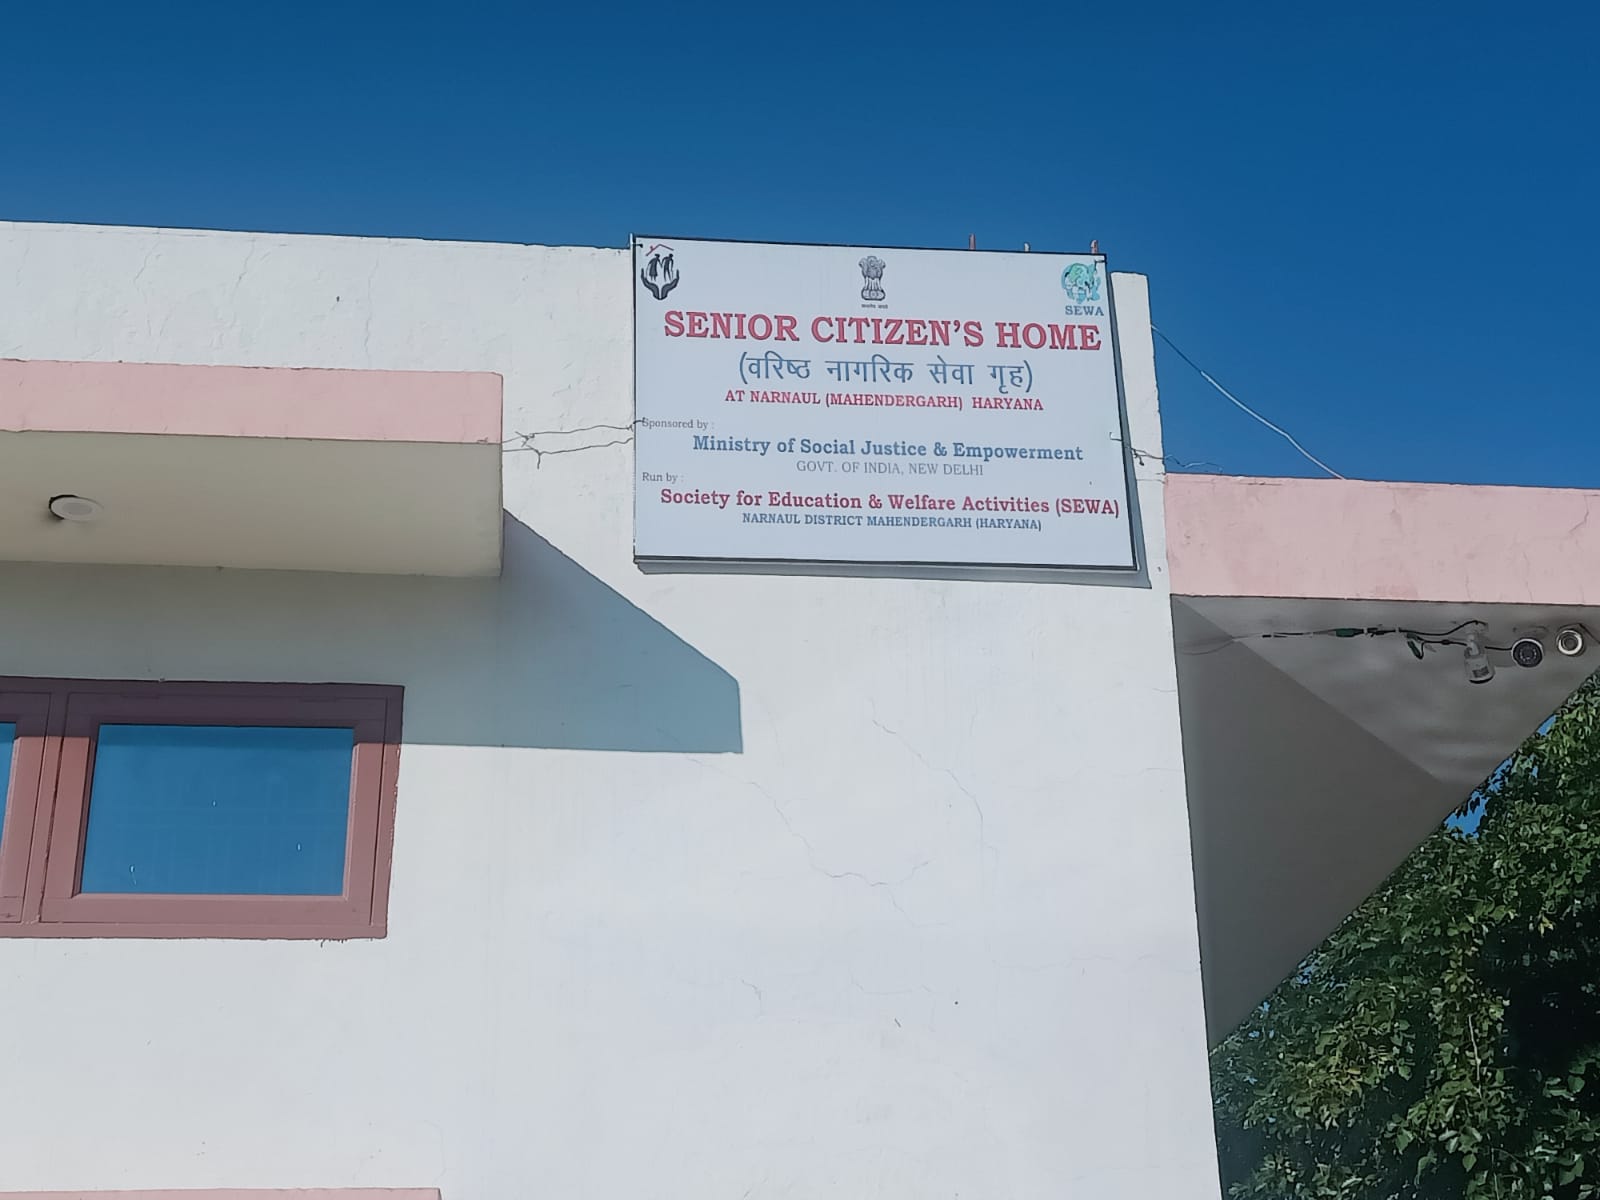 SEWA
SENIOR CITIZEN'S HOME
(वरिष्ठ नागरिक सेवा गृह)
AT NARNAUL (MAHENDERGARH) HARYANA
Sponsored by :
Ministry of Social Justice & Empowerment
GOVT. OF INDIA, NEW DELHI
Run by :
Society for Education & Welfare Activities (SEWA)
NARNAUL DISTRICT MAHENDERGARH (HARYANA)